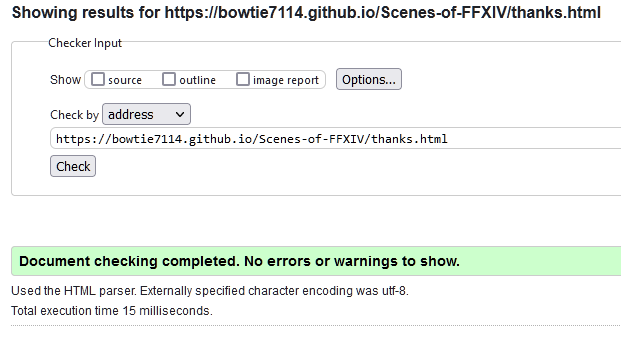 Showing results for https://bowtie7114.github.io/Scenes-of-FFXIV/thanks.html
Checker Input
Show source outline image report Options...
Check by address
https://bowtie7114.github.io/Scenes-of-FFXIV/thanks.html
Check
Document checking completed. No errors or warnings to show.
Used the HTML parser. Externally specified character encoding was utf-8.
Total execution time 15 milliseconds.